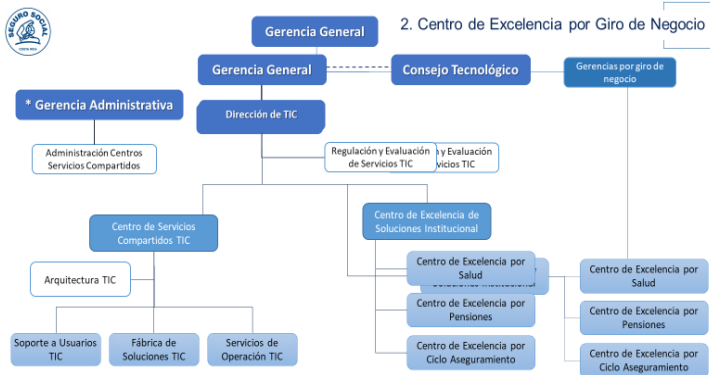 SEGURO SOCIAL
COSTA RICA
2. Centro de Excelencia por Giro de Negocio
Gerencia General
Gerencia General
Consejo Tecnológico
Gerencias por giro de
negocio
* Gerencia Administrativa
Dirección de TIC
Administración Centros
Servicios Compartidos
Regulación y Evaluación
de Servicios TIC
y Evaluación
TIC
Centro de Servicios
Compartidos TIC
Centro de Excelencia de
Soluciones Institucional
Arquitectura TIC
Centro de Excelencia por
Salud
Centro de Excelencia por
Pensiones
Centro de Excelencia por
Ciclo Aseguramiento
Centro de Excelencia por
Salud
Centro de Excelencia por
Pensiones
Centro de Excelencia por
Ciclo Aseguramiento
Soporte a Usuarios
TIC
Fábrica de
Soluciones TIC
Servicios de
Operación TIC